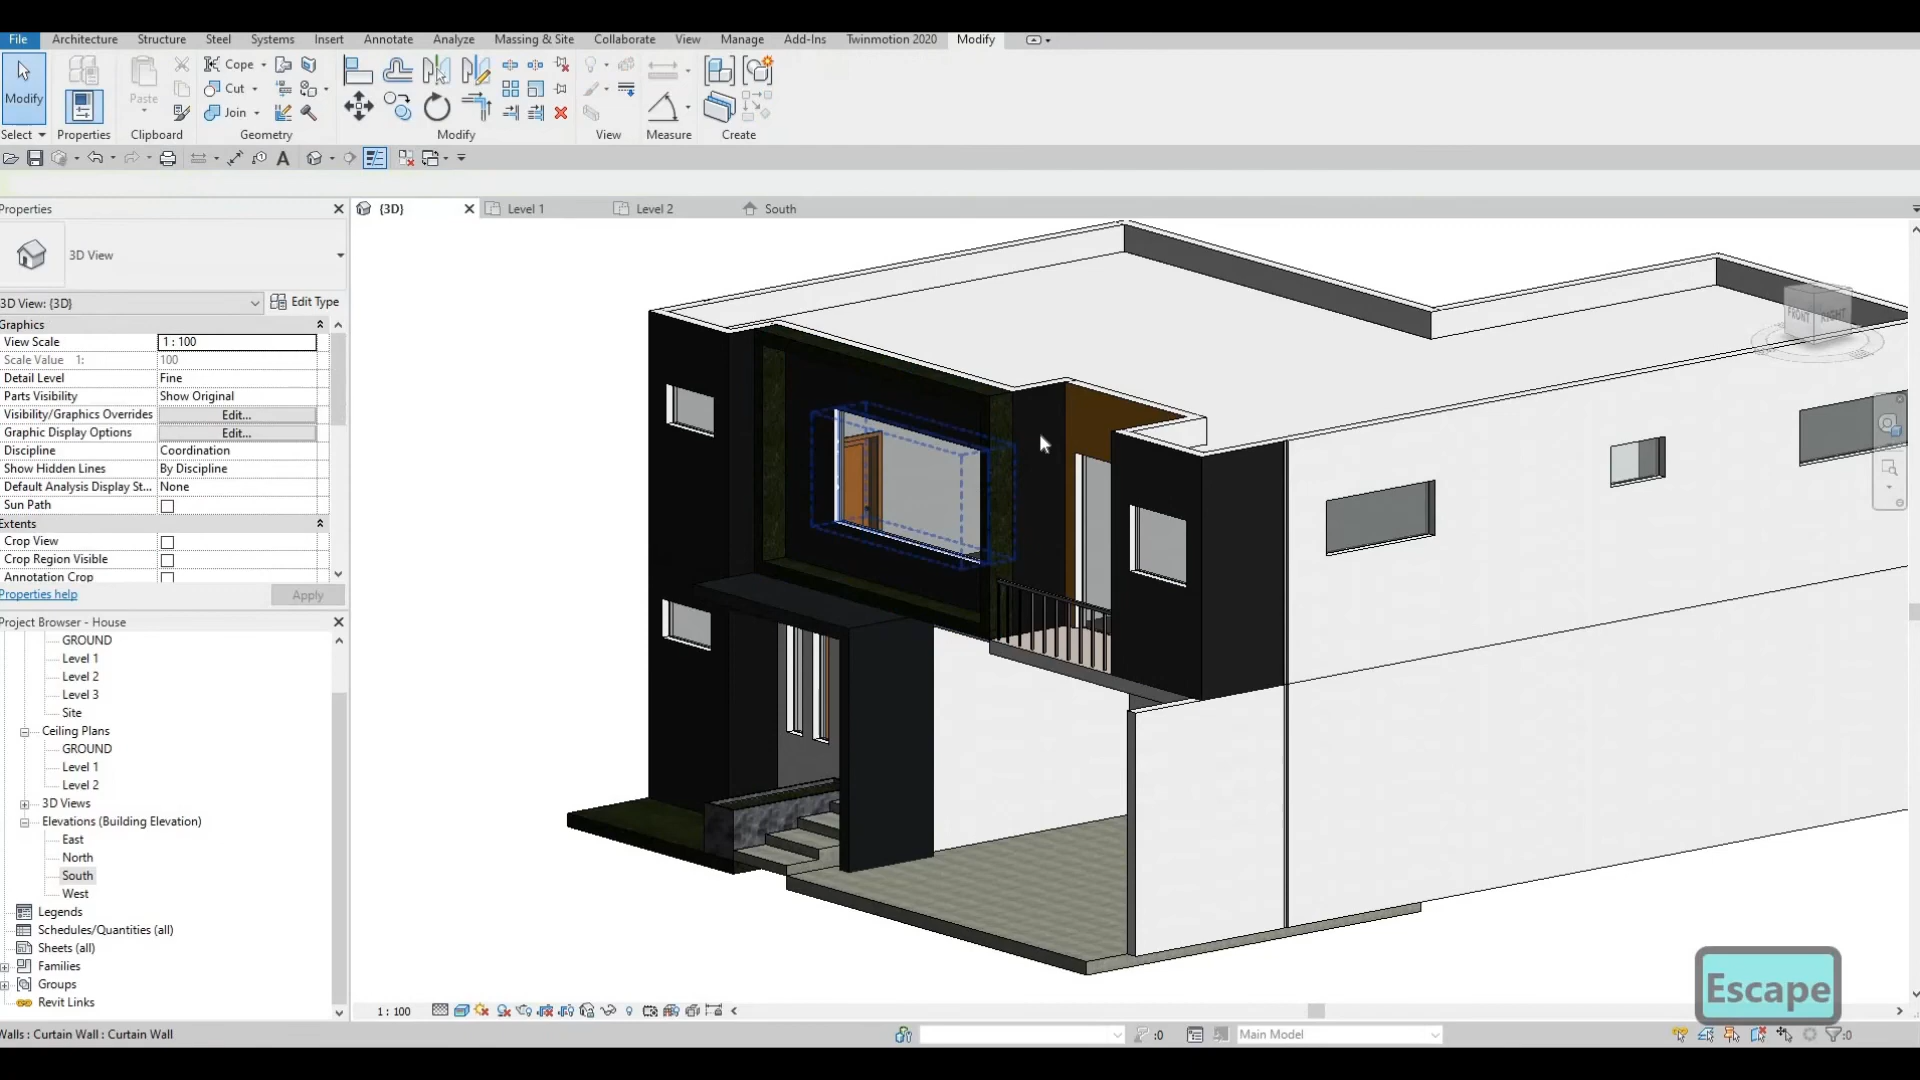 File Architecture Structure Steel Systems Insert Annotate Analyze Massing & Site Collaborate View Manage Add-Ins Twinmotion 2020 Modify
Modify Paste Cope
Cut
Join
Select Properties Clipboard Geometry Modify View Measure Create
A
Properties
3D View
3D View: {3D} Edit Type
Graphics
View Scale 1 : 100
Scale Value 1: 100
Detail Level Fine
Parts Visibility Show Original
Visibility/Graphics Overrides Edit...
Graphic Display Options Edit...
Discipline Coordination
Show Hidden Lines By Discipline
Default Analysis Display St... None
Sun Path
Extents
Crop View
Crop Region Visible
Annotation Crop
Properties help Apply
Project Browser - House
GROUND
Level 1
Level 2
Level 3
Site
Ceiling Plans
GROUND
Level 1
Level 2
3D Views
Elevations (Building Elevation)
East
North
South
West
Legends
Schedules/Quantities (all)
Sheets (all)
Families
Groups
Revit Links
{3D} Level 1 Level 2 South
FRONT RIGHT
Escape
1 : 100
Walls : Curtain Wall : Curtain Wall :0 Main Model :0